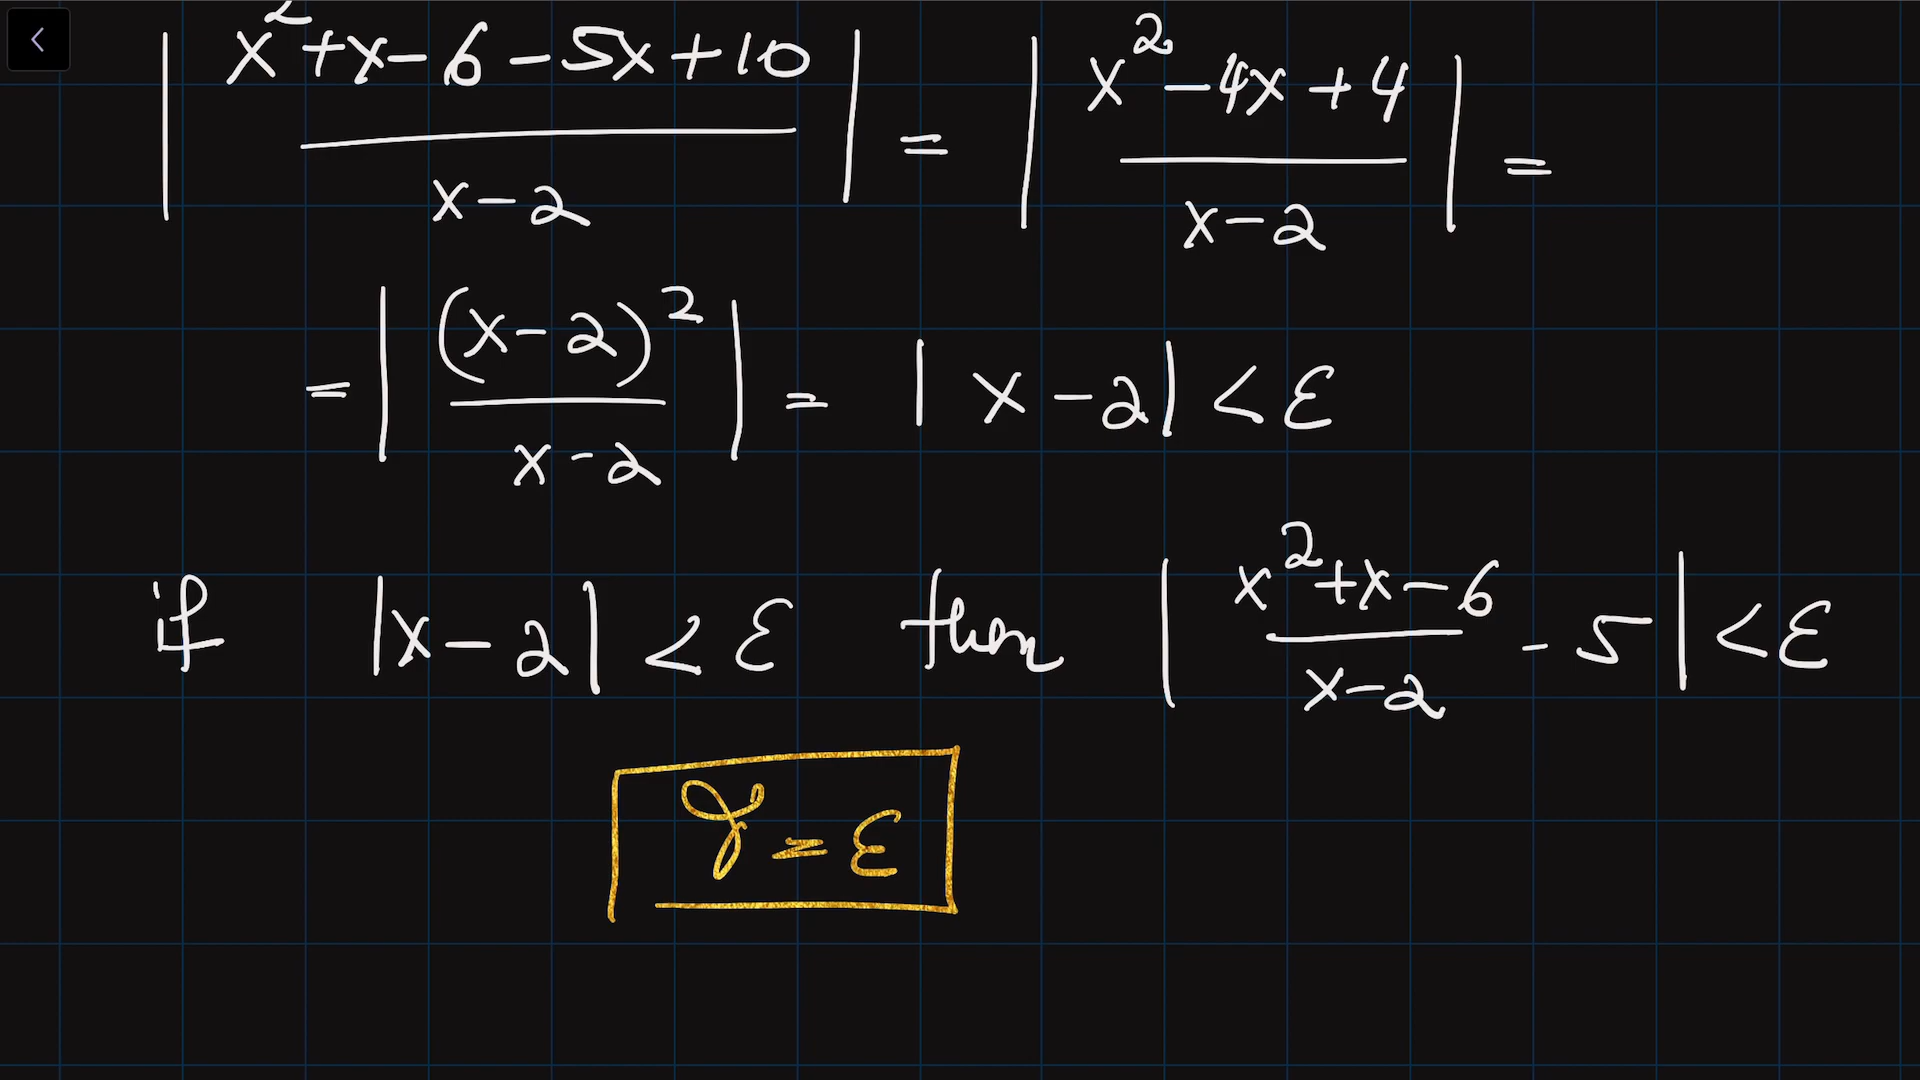 | x²+x-6-5x+10 / x-2 | = | x²-4x+4 / x-2 | =
= | (x-2)² / x-2 | = |x-2| < ε
if |x-2| < ε then | x²+x-6 / x-2 - 5 | < ε
δ = ε